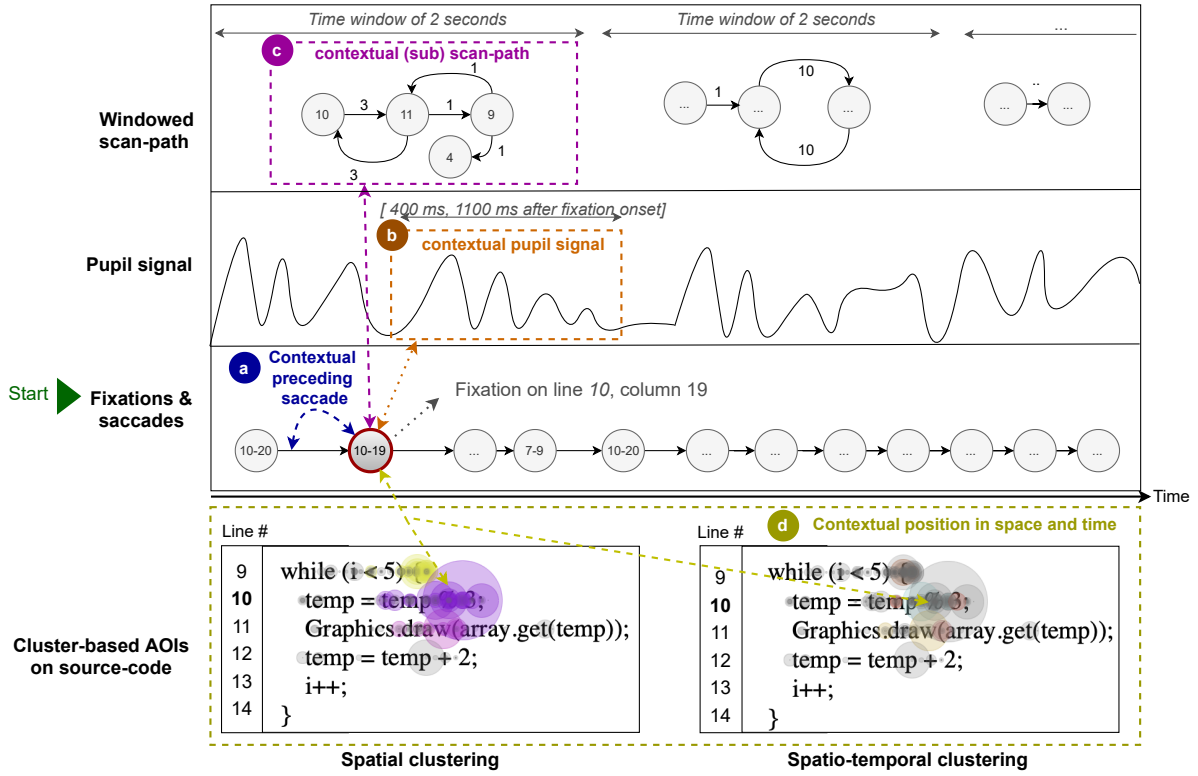 Time window of 2 seconds
Time window of 2 seconds
...
c
contextual (sub) scan-path
Windowed
scan-path
10
3
11
1
9
1
4
1
3
...
1
...
10
...
10
...
..
...
[ 400 ms, 1100 ms after fixation onset]
b
contextual pupil signal
Pupil signal
Start
Fixations &
saccades
a
Contextual
preceding
saccade
Fixation on line 10, column 19
10-20
10-19
...
7-9
10-20
...
...
...
...
...
...
...
Time
d
Contextual position in space and time
Cluster-based AOIs
on source-code
Line #
9
while (i < 5) {
10
temp = temp % 3;
11
Graphics.draw(array.get(temp));
12
temp = temp + 2;
13
i++;
14
}
Spatial clustering
Line #
9
while (i < 5) {
10
temp = temp % 3;
11
Graphics.draw(array.get(temp));
12
temp = temp + 2;
13
i++;
14
}
Spatio-temporal clustering